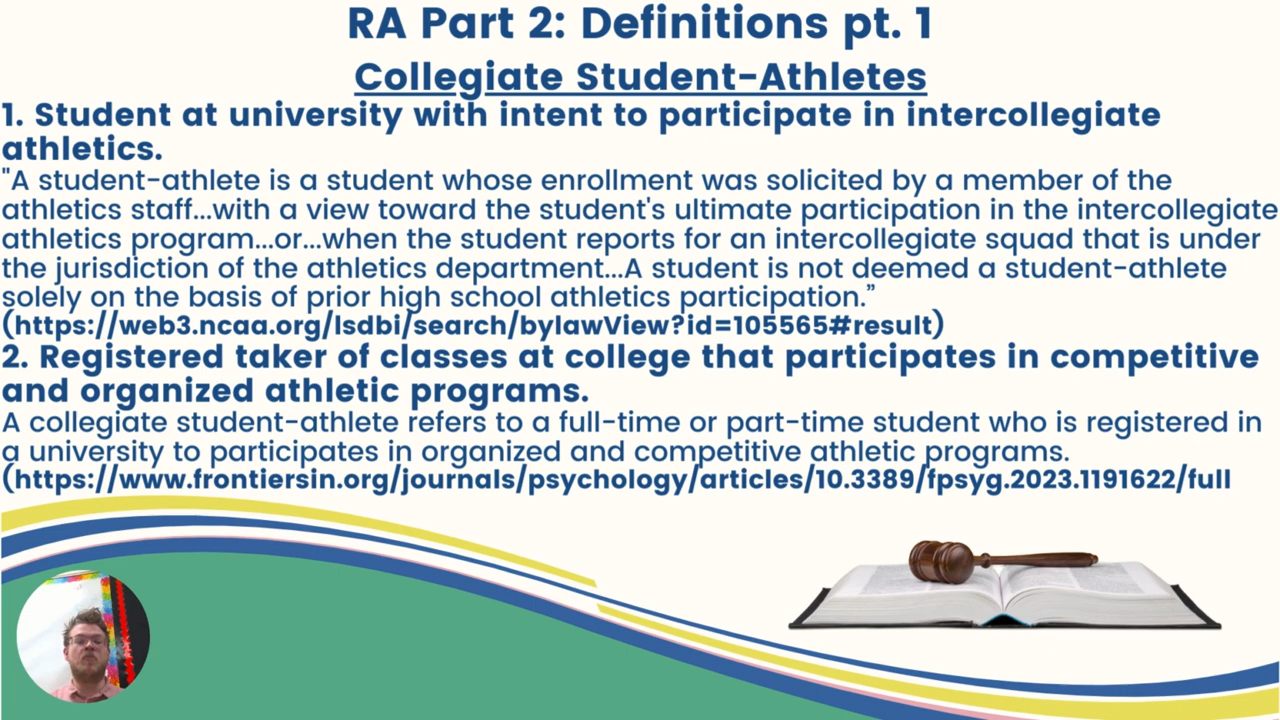 RA Part 2: Definitions pt. 1
Collegiate Student-Athletes
1. Student at university with intent to participate in intercollegiate
athletics.
"A student-athlete is a student whose enrollment was solicited by a member of the
athletics staff...with a view toward the student's ultimate participation in the intercollegiate
athletics program...or...when the student reports for an intercollegiate squad that is under
the jurisdiction of the athletics department...A student is not deemed a student-athlete
solely on the basis of prior high school athletics participation.”
(https://web3.ncaa.org/lsdbi/search/bylawView?id=105565#result)
2. Registered taker of classes at college that participates in competitive
and organized athletic programs.
A collegiate student-athlete refers to a full-time or part-time student who is registered in
a university to participates in organized and competitive athletic programs.
(https://www.frontiersin.org/journals/psychology/articles/10.3389/fpsyg.2023.1191622/full